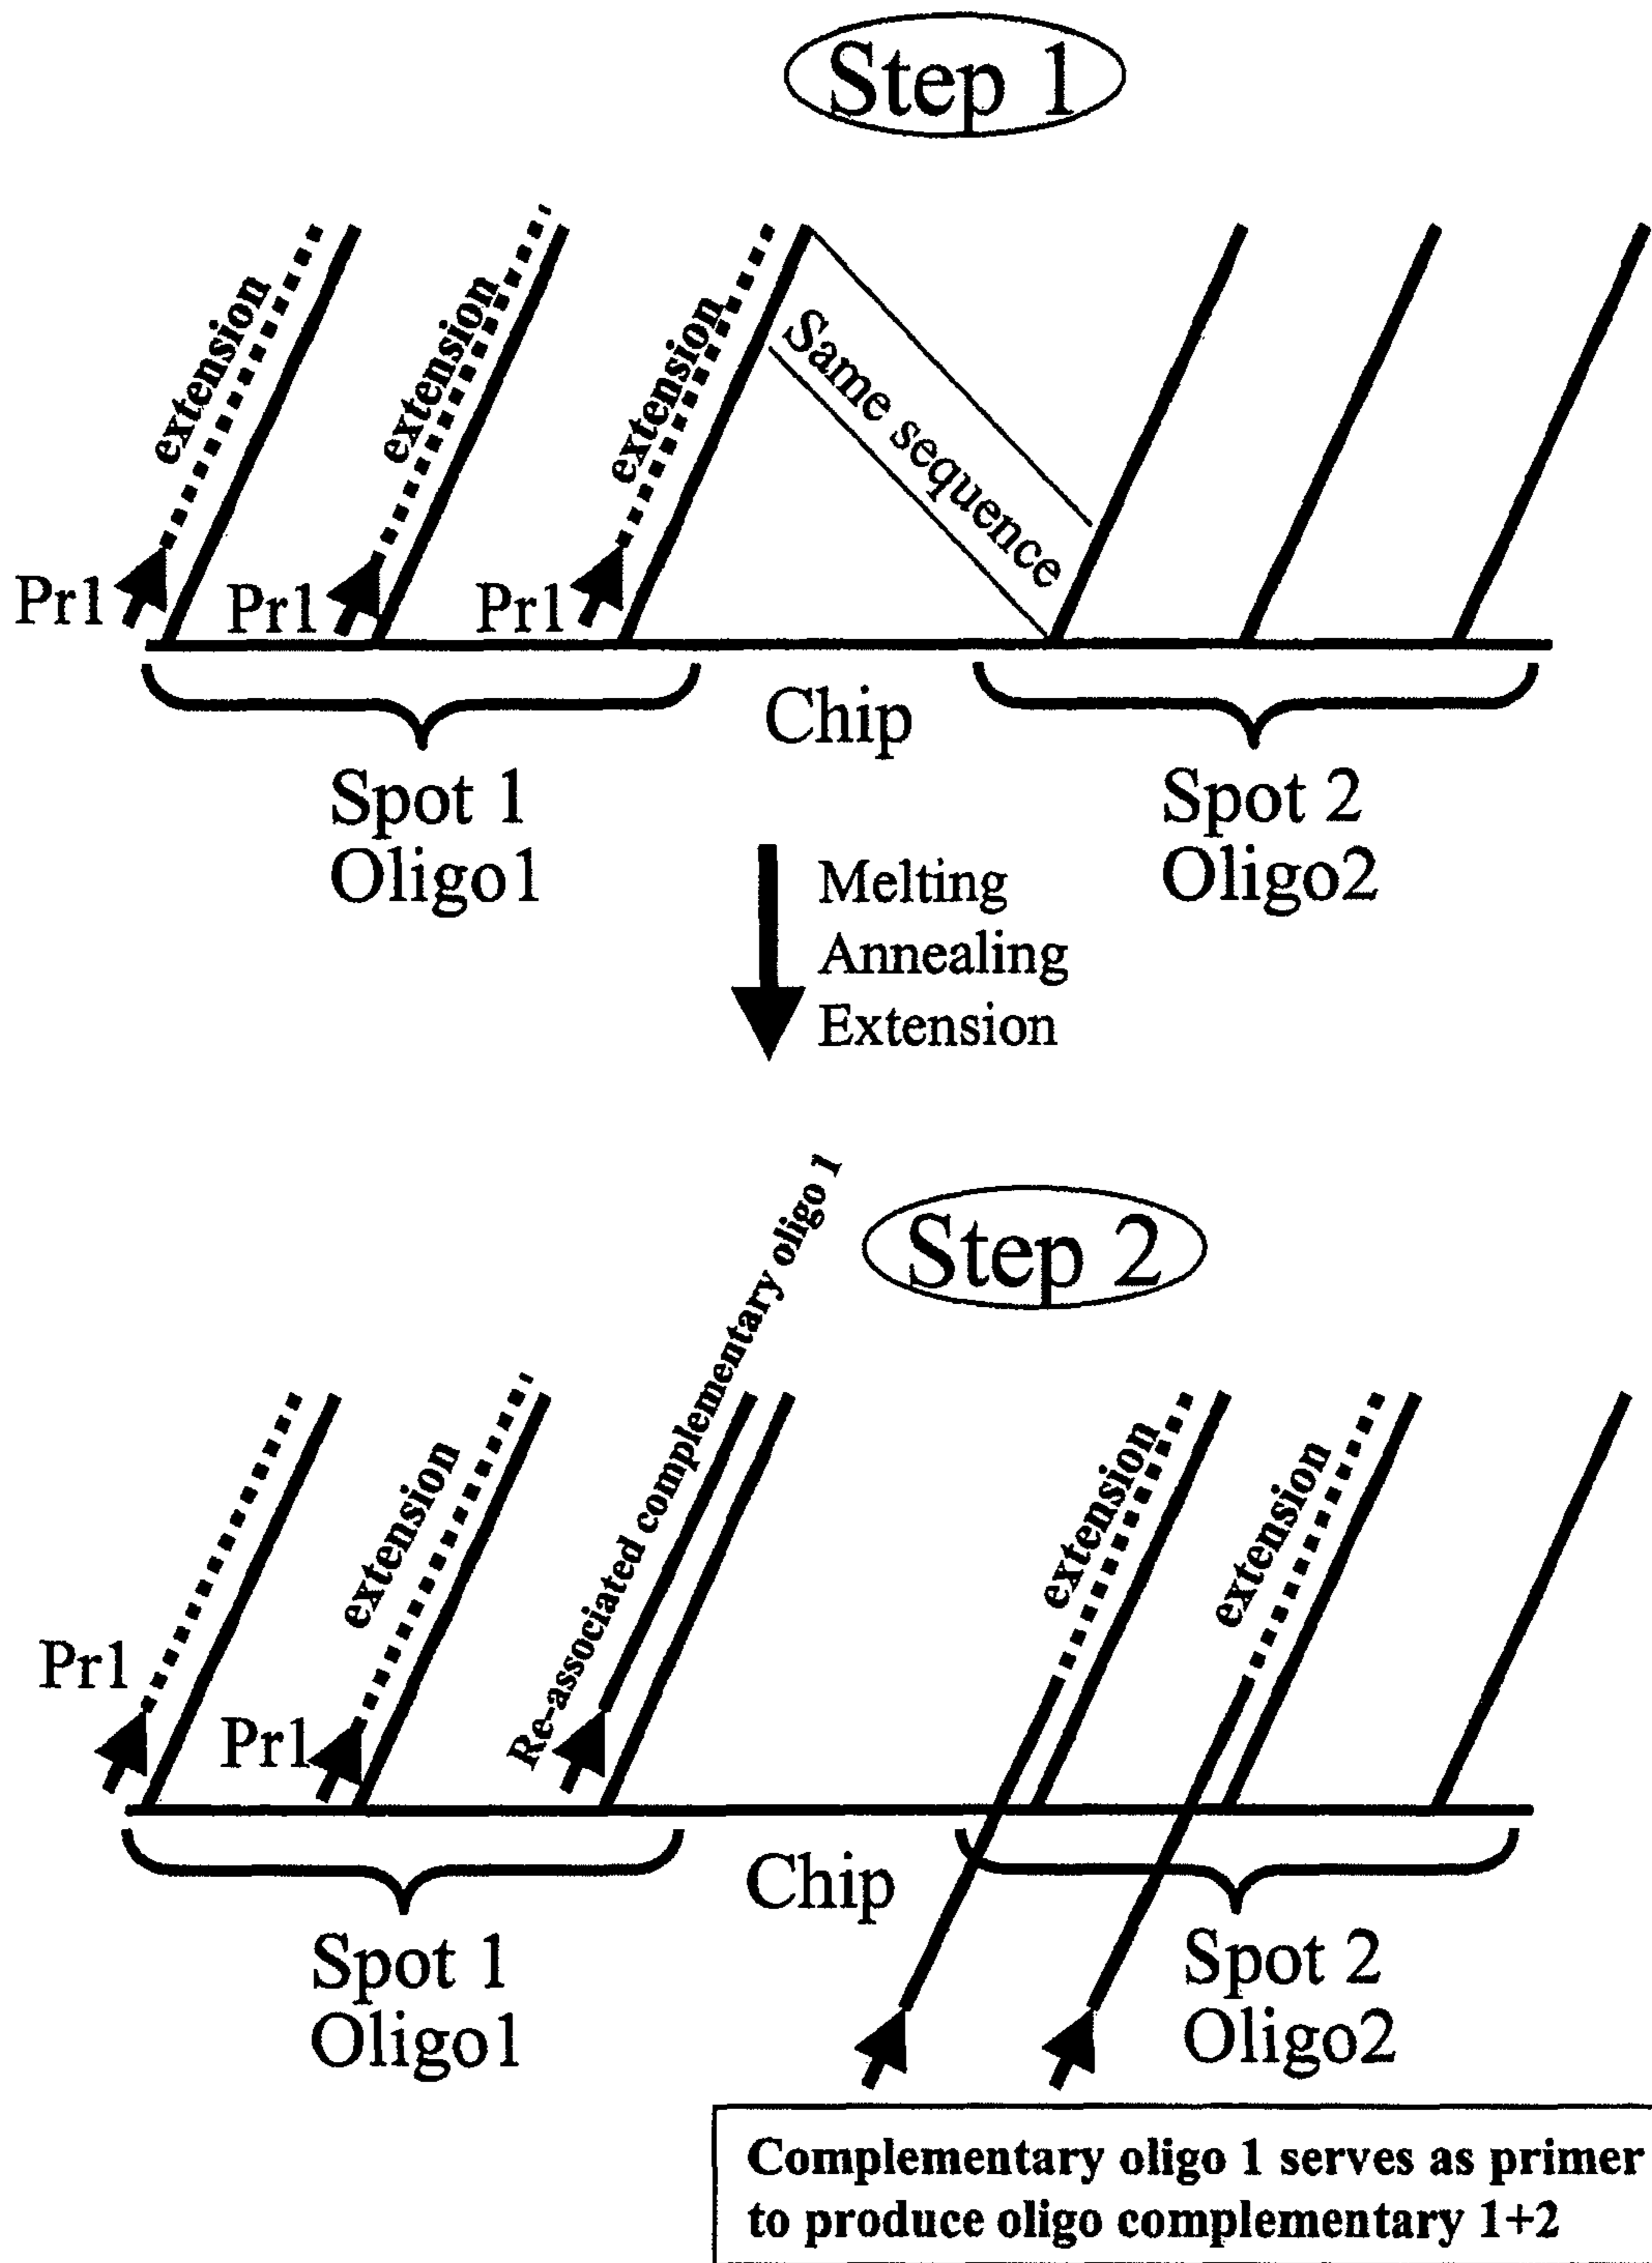 Step 1
extension
extension
extension
Same sequence
Pr1
Pr1
Pr1
Chip
Spot 1
Oligo1
Spot 2
Oligo2
Melting
Annealing
Extension
Step 2
Re-associated complementary oligo 1
extension
extension
extension
Pr1
Pr1
Chip
Spot 1
Oligo1
Spot 2
Oligo2
Complementary oligo 1 serves as primer
to produce oligo complementary 1+2